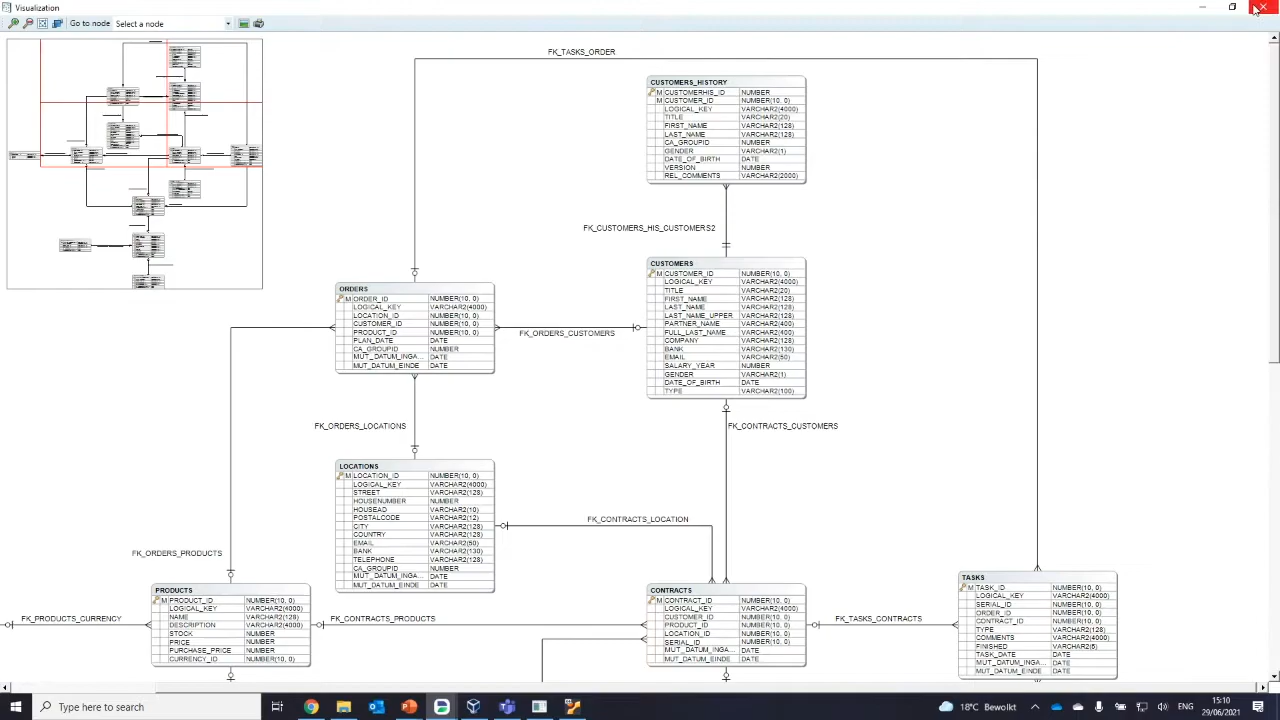 Visualization
Go to node Select a node
FK_TASKS_ORDER
CUSTOMERS_HISTORY
M CUSTOMERHIS_ID NUMBER
M CUSTOMER_ID NUMBER(10, 0)
LOGICAL_KEY VARCHAR2(4000)
TITLE VARCHAR2(20)
FIRST_NAME VARCHAR2(128)
LAST_NAME VARCHAR2(128)
CA_GROUPID NUMBER
GENDER VARCHAR2(1)
DATE_OF_BIRTH DATE
VERSION NUMBER
REL_COMMENTS VARCHAR2(2000)
FK_CUSTOMERS_HIS_CUSTOMERS2
CUSTOMERS
M CUSTOMER_ID NUMBER(10, 0)
LOGICAL_KEY VARCHAR2(4000)
TITLE VARCHAR2(20)
FIRST_NAME VARCHAR2(128)
LAST_NAME VARCHAR2(128)
LAST_NAME_UPPER VARCHAR2(128)
PARTNER_NAME VARCHAR2(400)
FULL_LAST_NAME VARCHAR2(400)
COMPANY VARCHAR2(128)
BANK VARCHAR2(130)
EMAIL VARCHAR2(50)
SALARY_YEAR NUMBER
GENDER VARCHAR2(1)
DATE_OF_BIRTH DATE
TYPE VARCHAR2(100)
ORDERS
M ORDER_ID NUMBER(10, 0)
LOGICAL_KEY VARCHAR2(4000)
LOCATION_ID NUMBER(10, 0)
CUSTOMER_ID NUMBER(10, 0)
PRODUCT_ID NUMBER(10, 0)
PLAN_DATE DATE
CA_GROUPID NUMBER
MUT_DATUM_INGA... DATE
MUT_DATUM_EINDE DATE
FK_ORDERS_CUSTOMERS
FK_ORDERS_LOCATIONS
FK_CONTRACTS_CUSTOMERS
LOCATIONS
M LOCATION_ID NUMBER(10, 0)
LOGICAL_KEY VARCHAR2(4000)
STREET VARCHAR2(128)
HOUSENUMBER NUMBER
HOUSEAD VARCHAR2(10)
POSTALCODE VARCHAR2(12)
CITY VARCHAR2(128)
COUNTRY VARCHAR2(128)
EMAIL VARCHAR2(50)
BANK VARCHAR2(130)
TELEPHONE VARCHAR2(128)
CA_GROUPID NUMBER
MUT_DATUM_INGA... DATE
MUT_DATUM_EINDE DATE
FK_CONTRACTS_LOCATION
FK_ORDERS_PRODUCTS
PRODUCTS
M PRODUCT_ID NUMBER(10, 0)
LOGICAL_KEY VARCHAR2(4000)
NAME VARCHAR2(128)
DESCRIPTION VARCHAR2(4000)
STOCK NUMBER
PRICE NUMBER
PURCHASE_PRICE NUMBER
CURRENCY_ID NUMBER(10, 0)
FK_PRODUCTS_CURRENCY
FK_CONTRACTS_PRODUCTS
CONTRACTS
M CONTRACT_ID NUMBER(10, 0)
LOGICAL_KEY VARCHAR2(4000)
CUSTOMER_ID NUMBER(10, 0)
PRODUCT_ID NUMBER(10, 0)
LOCATION_ID NUMBER(10, 0)
SERIAL_ID NUMBER(10, 0)
MUT_DATUM_INGA... DATE
MUT_DATUM_EINDE DATE
FK_TASKS_CONTRACTS
TASKS
M TASK_ID NUMBER(10, 0)
LOGICAL_KEY VARCHAR2(4000)
SERIAL_ID NUMBER(10, 0)
ORDER_ID NUMBER(10, 0)
CONTRACT_ID NUMBER(10, 0)
TYPE VARCHAR2(128)
COMMENTS VARCHAR2(4000)
FINISHED VARCHAR2(5)
TASK_DATE DATE
MUT_DATUM_INGA... DATE
MUT_DATUM_EINDE DATE
Type here to search
18°C Bewolkt
ENG
15:10
29/06/2021